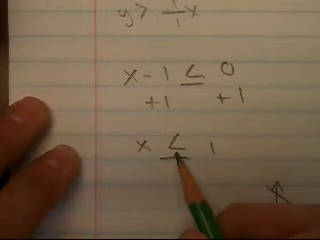 x - 1 ≤ 0
+1 +1
x ≤ 1